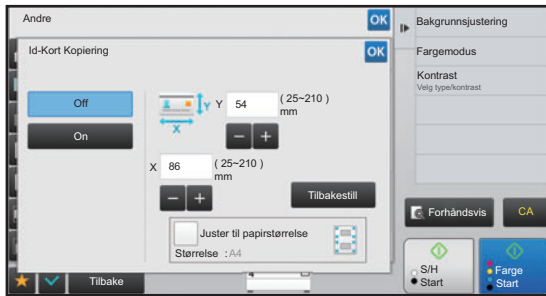 Andre
OK
Id-Kort Kopiering
OK
Off
On
Y
X
Y 54 ( 25~210 )
mm
X 86 ( 25~210 )
mm
Tilbakestill
Juster til papirstørrelse
Størrelse :A4
Tilbake
Bakgrunnsjustering
Fargemodus
Kontrast
Velg type/kontrast
Forhåndsvis
CA
S/H
Start
Farge
Start